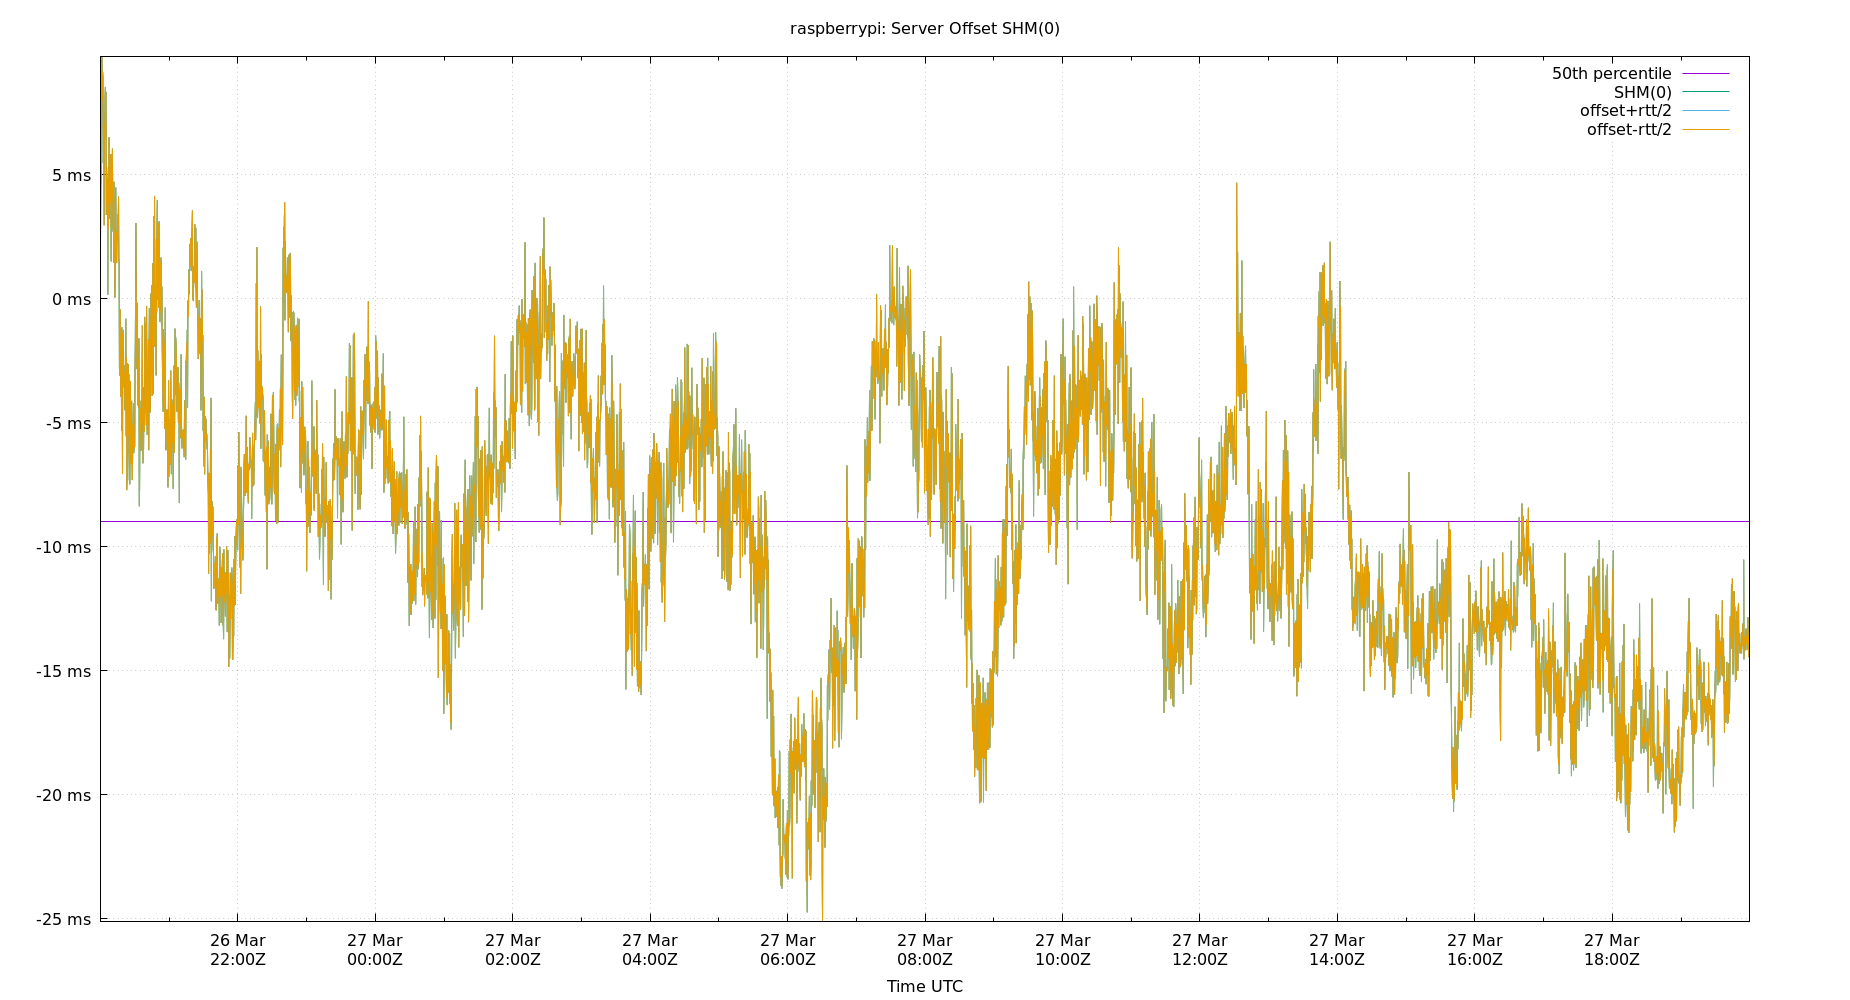 raspberrypi: Server Offset SHM(0)
50th percentile
SHM(0)
offset+rtt/2
offset-rtt/2
5 ms
0 ms
-5 ms
-10 ms
-15 ms
-20 ms
-25 ms
26 Mar 27 Mar 27 Mar 27 Mar 27 Mar 27 Mar 27 Mar 27 Mar 27 Mar 27 Mar 27 Mar
22:00Z 00:00Z 02:00Z 04:00Z 06:00Z 08:00Z 10:00Z 12:00Z 14:00Z 16:00Z 18:00Z
Time UTC